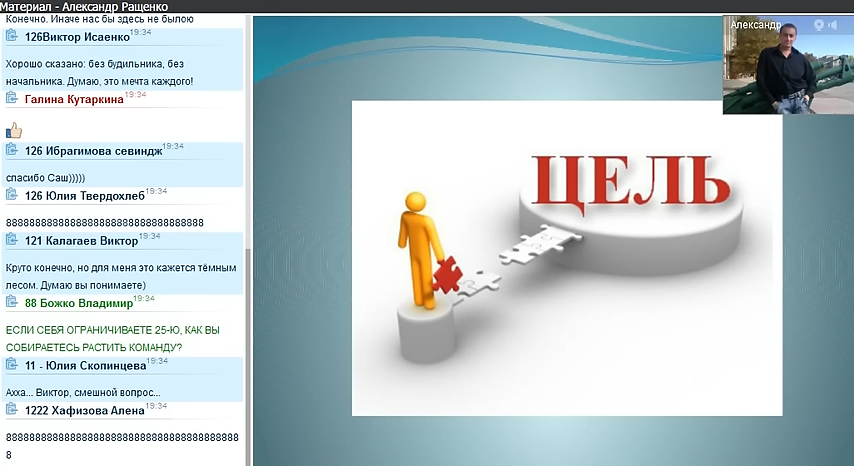 Материал - Александр Ращенко
Конечно. Иначе нас бы здесь не былою
126Виктор Исаенко 19:34
Хорошо сказано: без будильника, без
начальника. Думаю, это мечта каждого!
Галина Кутаркина 19:34
126 Ибрагимова севиндж 19:34
спасибо Саш)))))
126 Юлия Твердохлеб 19:34
8888888888888888888888888888888888
121 Калагаев Виктор 19:34
Круто конечно, но для меня это кажется тёмным
лесом. Думаю вы понимаете)
88 Божко Владимир 19:34
ЕСЛИ СЕБЯ ОГРАНИЧИВАЕТЕ 25-Ю, КАК ВЫ
СОБИРАЕТЕСЬ РАСТИТЬ КОМАНДУ?
11 - Юлия Скопинцева 19:34
Ахха... Виктор, смешной вопрос...
1222 Хафизова Алена 19:34
8888888888888888888888888888888888888888
8
Александр
ЦЕЛЬ